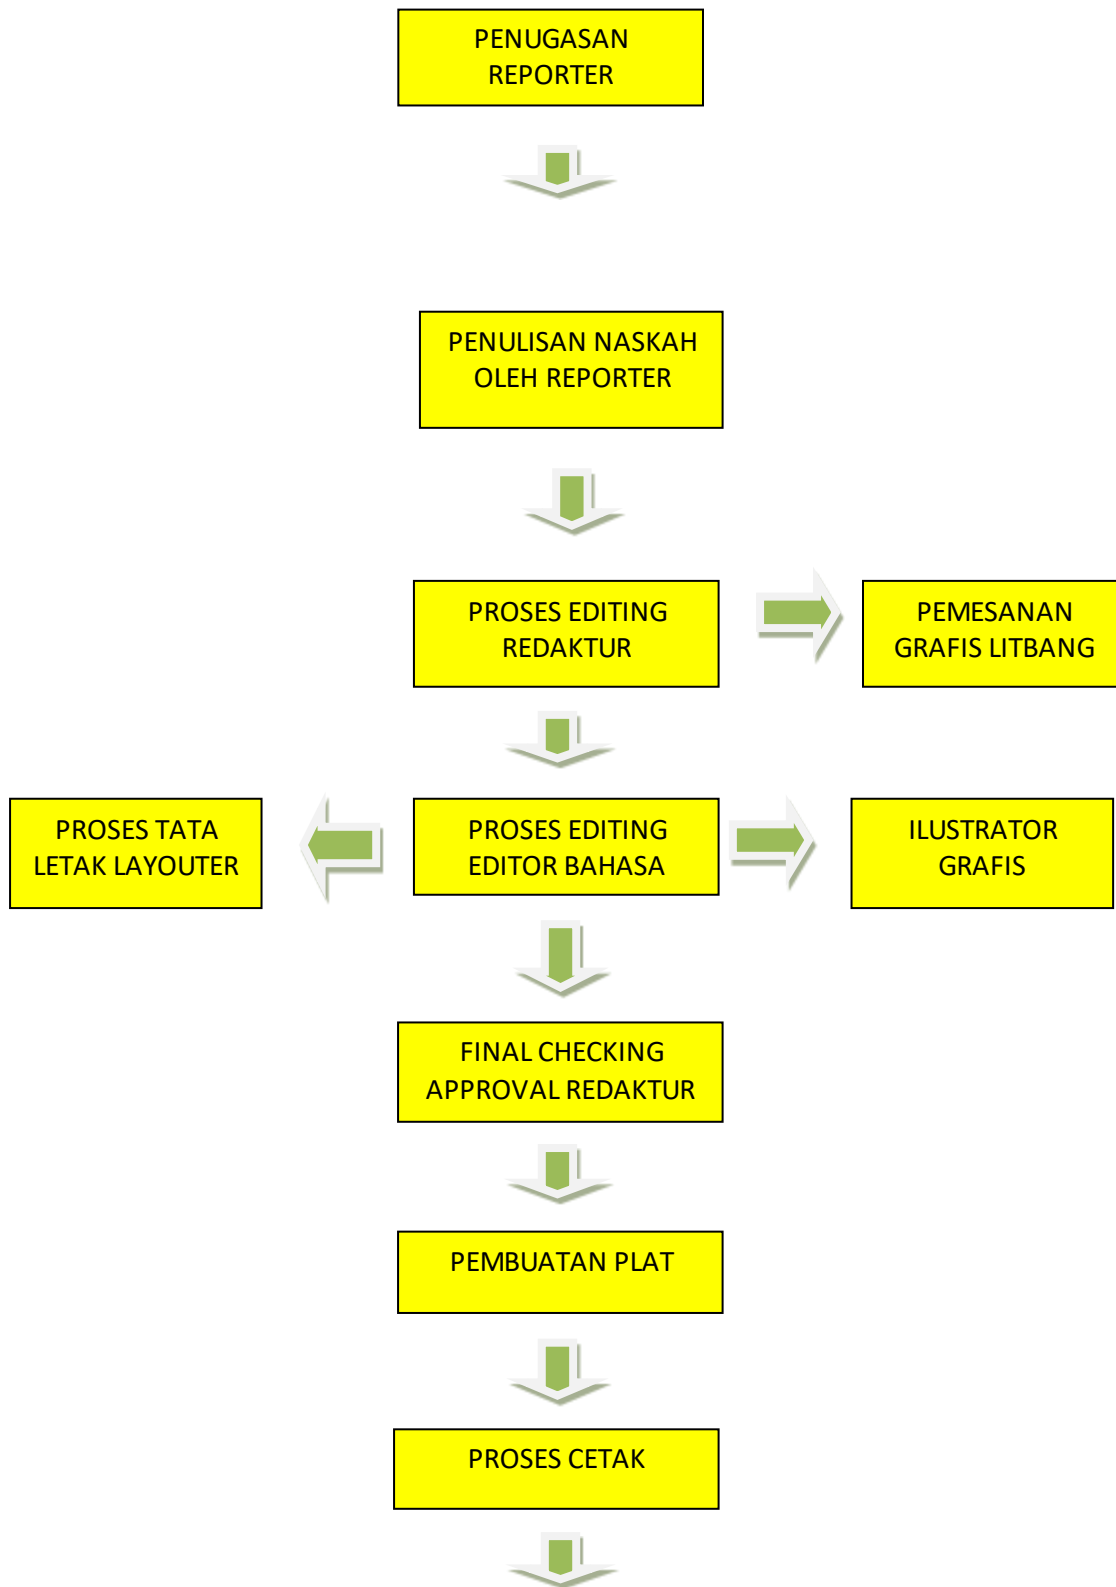 PENUGASAN
REPORTER
PENULISAN NASKAH
OLEH REPORTER
PROSES EDITING
REDAKTUR
PEMESANAN
GRAFIS LITBANG
PROSES TATA
LETAK LAYOUTER
PROSES EDITING
EDITOR BAHASA
ILUSTRATOR
GRAFIS
FINAL CHECKING
APPROVAL REDAKTUR
PEMBUATAN PLAT
PROSES CETAK